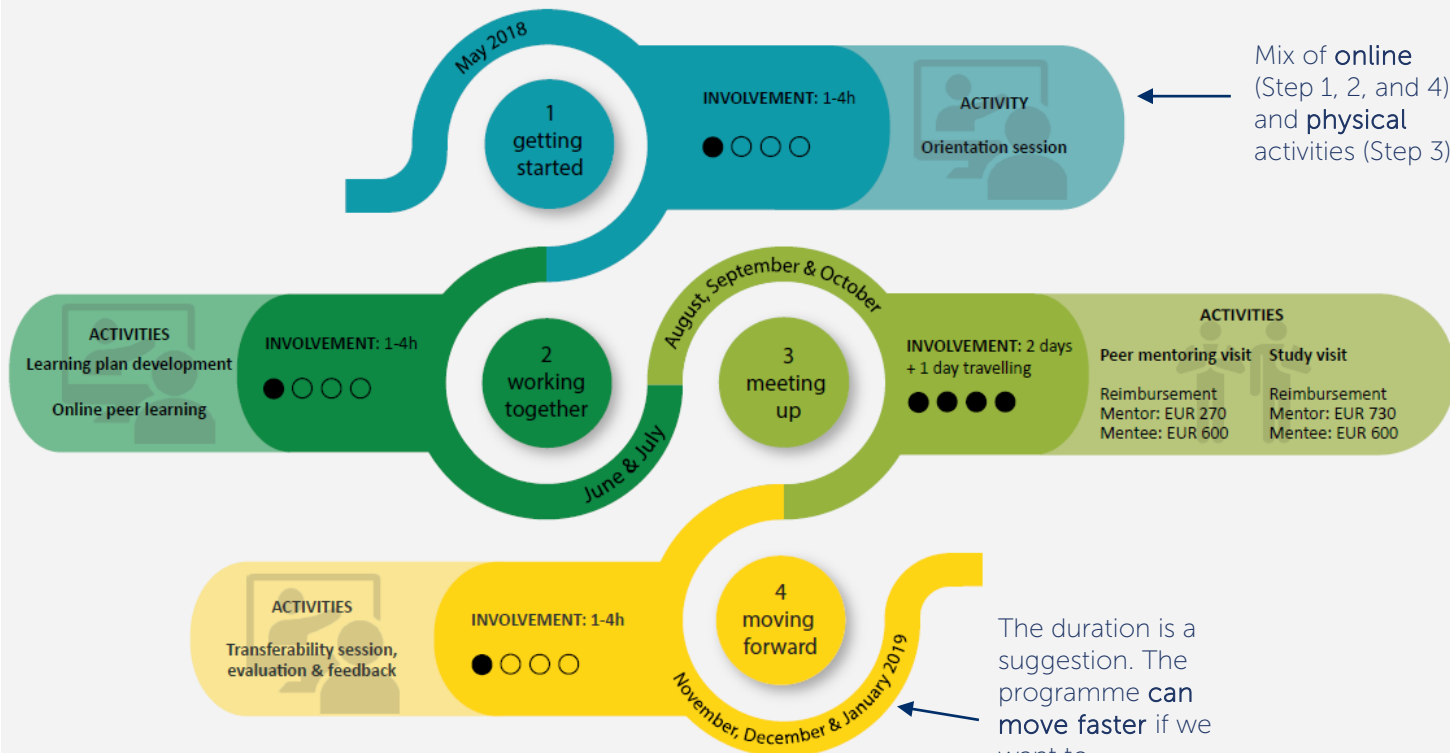 May 2018
1
getting
started
INVOLVEMENT: 1-4h
ACTIVITY
Orientation session
Mix of online
(Step 1, 2, and 4)
and physical
activities (Step 3)
ACTIVITIES
Learning plan development
Online peer learning
INVOLVEMENT: 1-4h
2
working
together
June & July
August, September & October
3
meeting
up
INVOLVEMENT: 2 days
+ 1 day travelling
ACTIVITIES
Peer mentoring visit
Reimbursement
Mentor: EUR 270
Mentee: EUR 600
Study visit
Reimbursement
Mentor: EUR 730
Mentee: EUR 600
ACTIVITIES
Transferability session,
evaluation & feedback
INVOLVEMENT: 1-4h
4
moving
forward
November, December & January 2019
The duration is a
suggestion. The
programme can
move faster if we